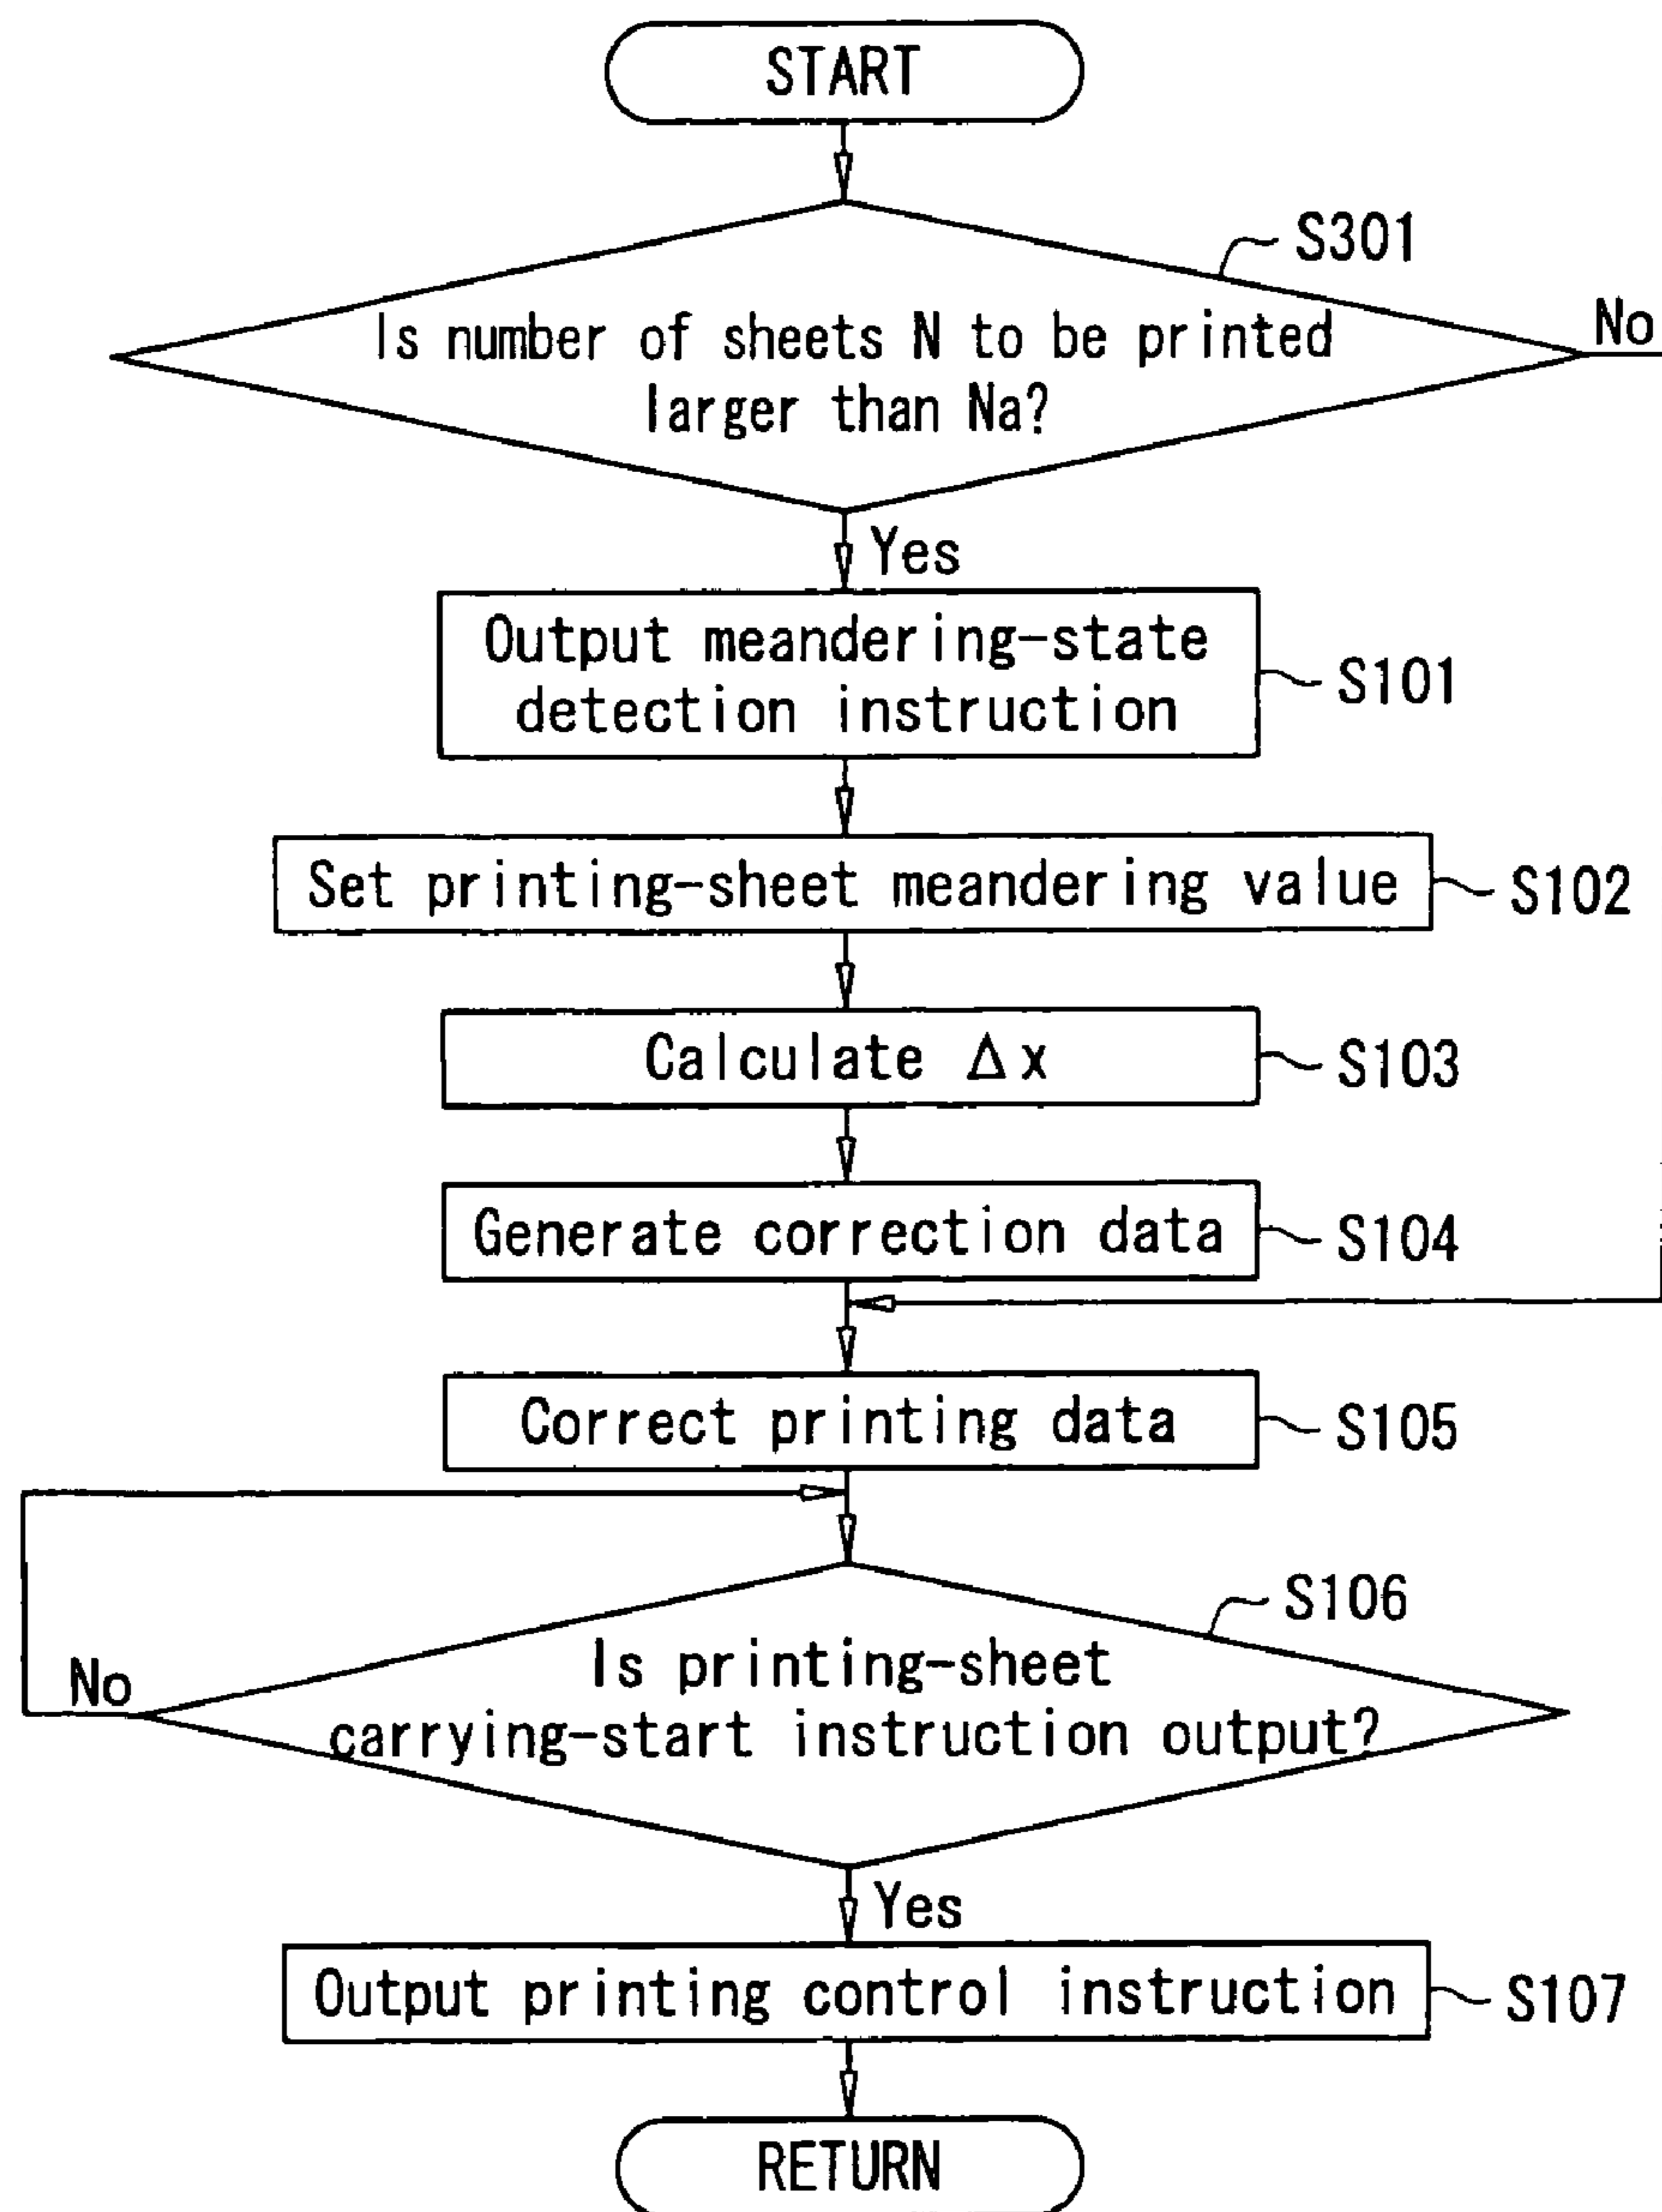 START
S301
Is number of sheets N to be printed
larger than Na?
No
Yes
Output meandering-state
detection instruction
S101
Set printing-sheet meandering value
S102
Calculate Δx
S103
Generate correction data
S104
Correct printing data
S105
S106
Is printing-sheet
carrying-start instruction output?
No
Yes
Output printing control instruction
S107
RETURN